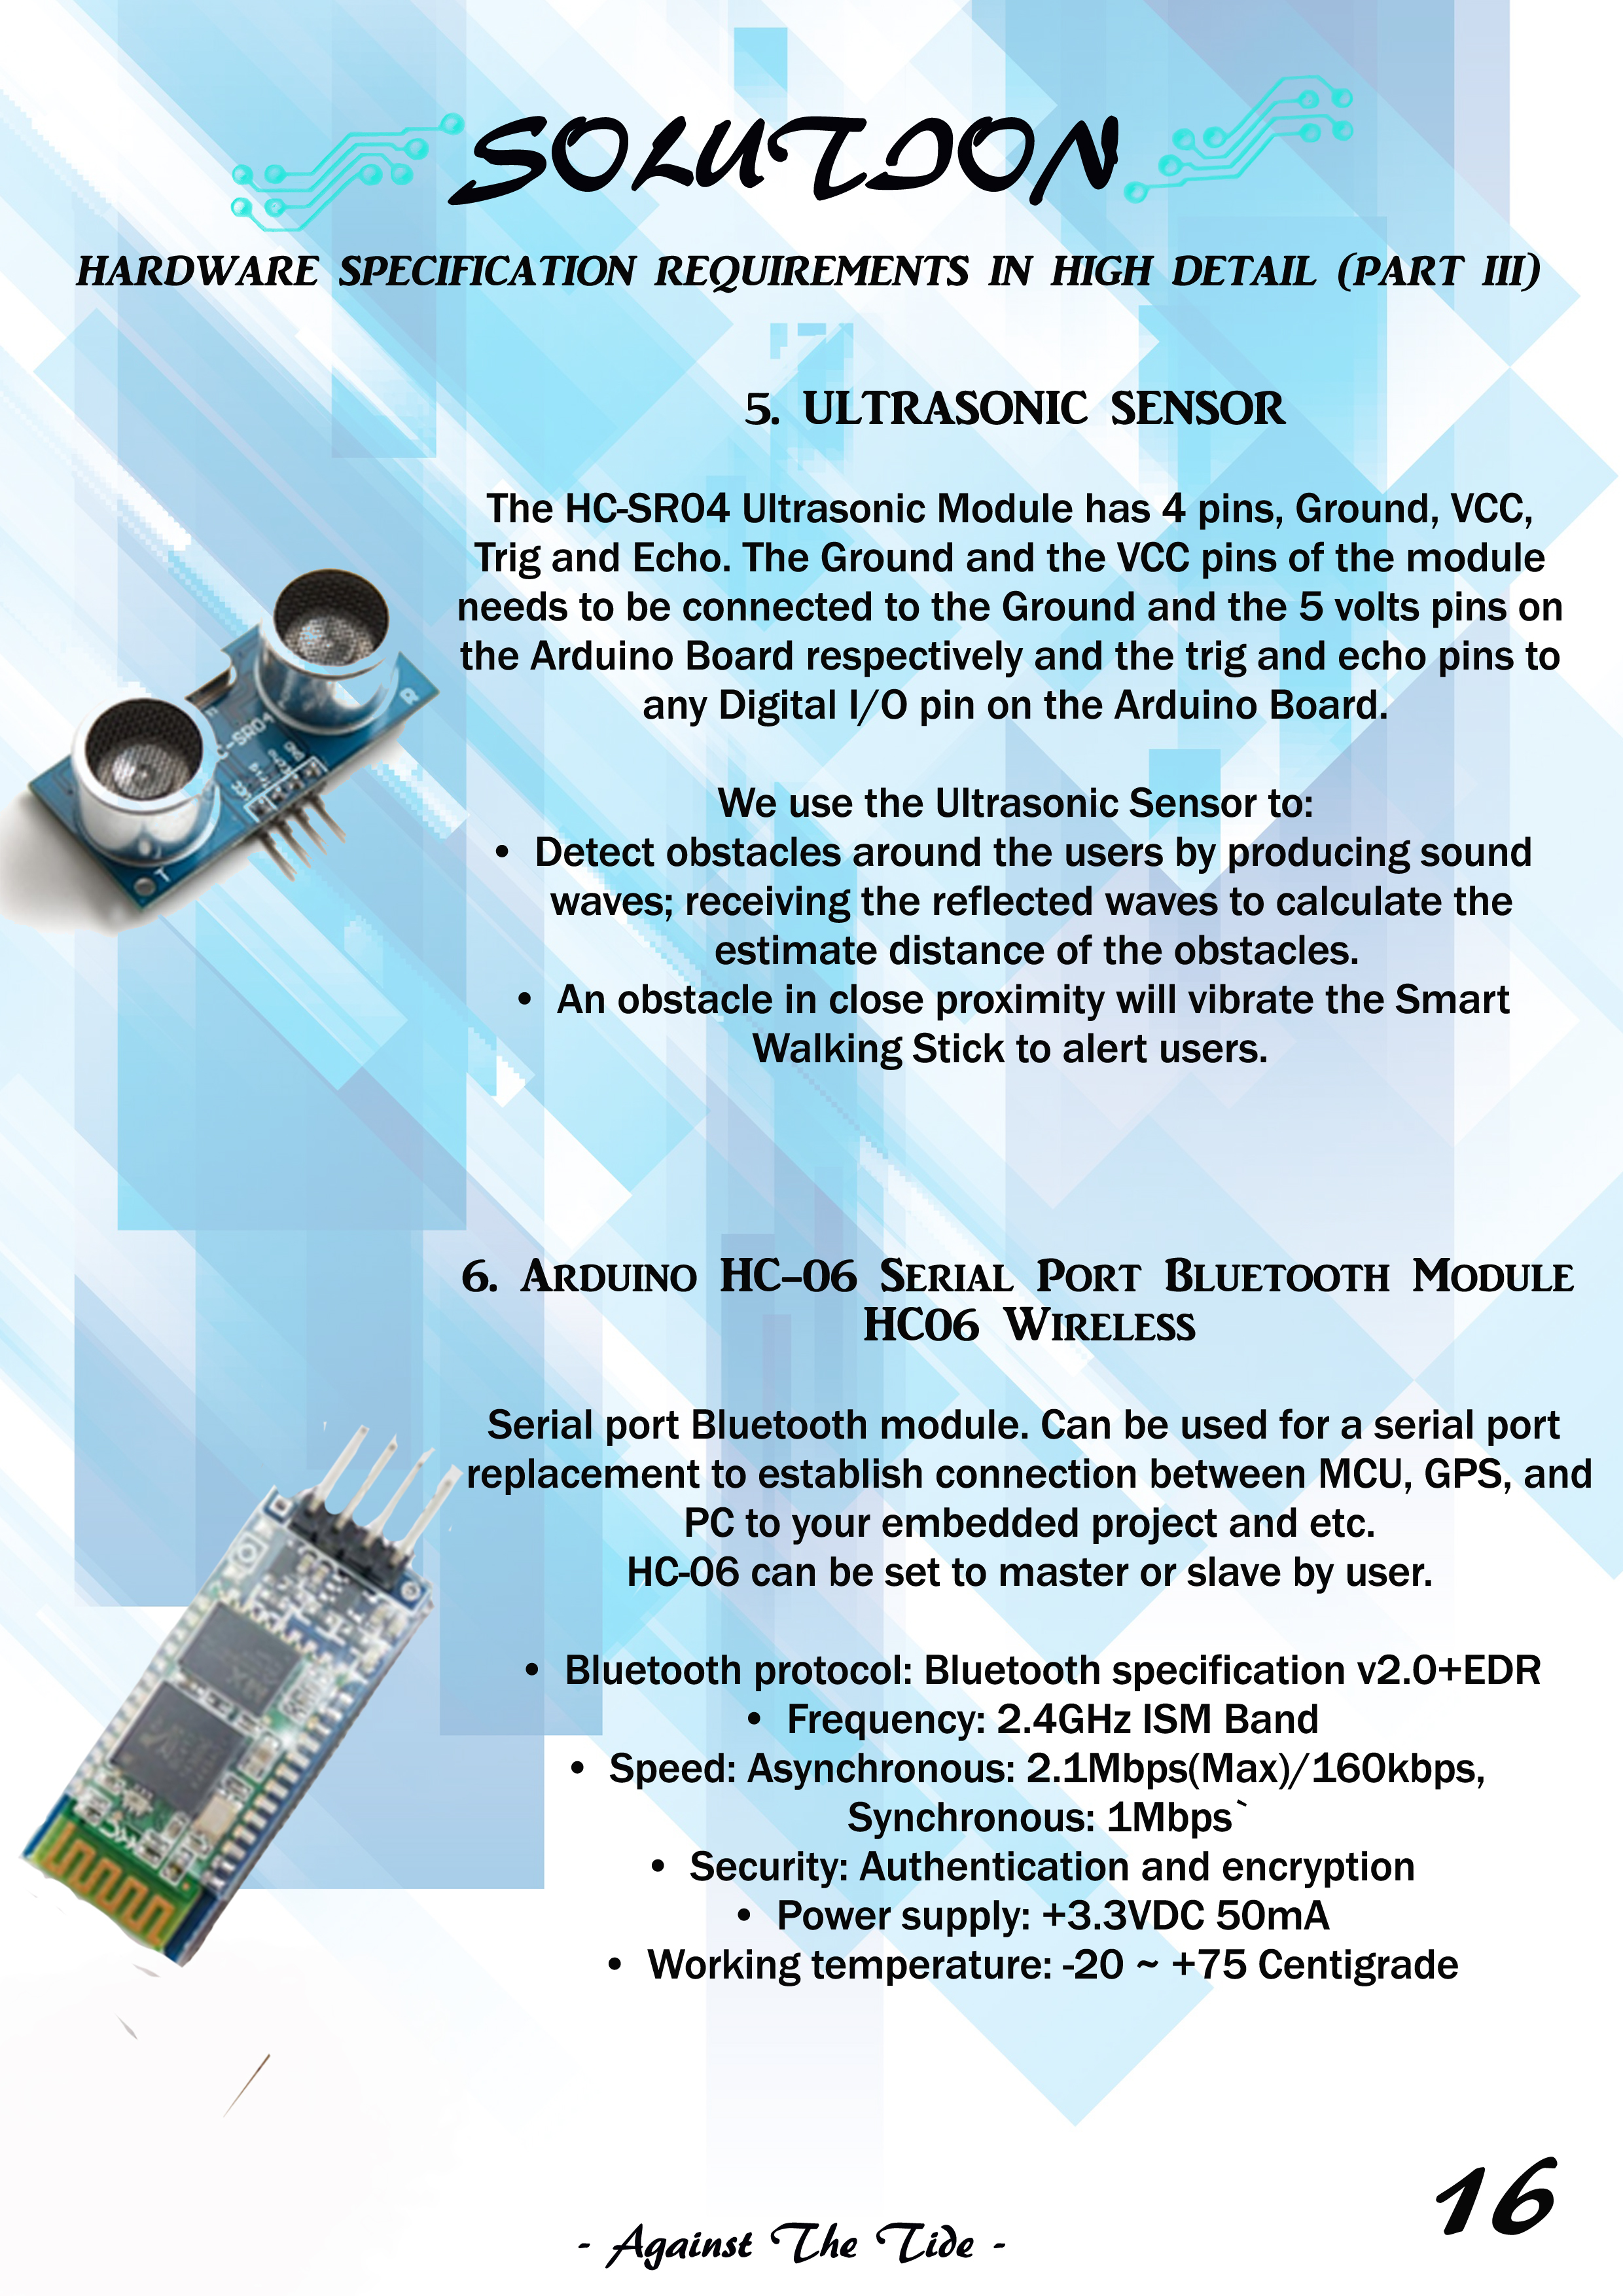 SOLUTION
HARDWARE SPECIFICATION REQUIREMENTS IN HIGH DETAIL (PART III)
5. ULTRASONIC SENSOR
The HC-SR04 Ultrasonic Module has 4 pins, Ground, VCC,
Trig and Echo. The Ground and the VCC pins of the module
needs to be connected to the Ground and the 5 volts pins on
the Arduino Board respectively and the trig and echo pins to
any Digital I/O pin on the Arduino Board.
We use the Ultrasonic Sensor to:
• Detect obstacles around the users by producing sound
waves; receiving the reflected waves to calculate the
estimate distance of the obstacles.
• An obstacle in close proximity will vibrate the Smart
Walking Stick to alert users.
R
C-SR04
T
6. Arduino HC-06 Serial Port Bluetooth Module
HC06 Wireless
Serial port Bluetooth module. Can be used for a serial port
replacement to establish connection between MCU, GPS, and
PC to your embedded project and etc.
HC-06 can be set to master or slave by user.
• Bluetooth protocol: Bluetooth specification v2.0+EDR
• Frequency: 2.4GHz ISM Band
• Speed: Asynchronous: 2.1Mbps(Max)/160kbps,
Synchronous: 1Mbps`
• Security: Authentication and encryption
• Power supply: +3.3VDC 50mA
• Working temperature: -20 ~ +75 Centigrade
16
- Against The Tide -